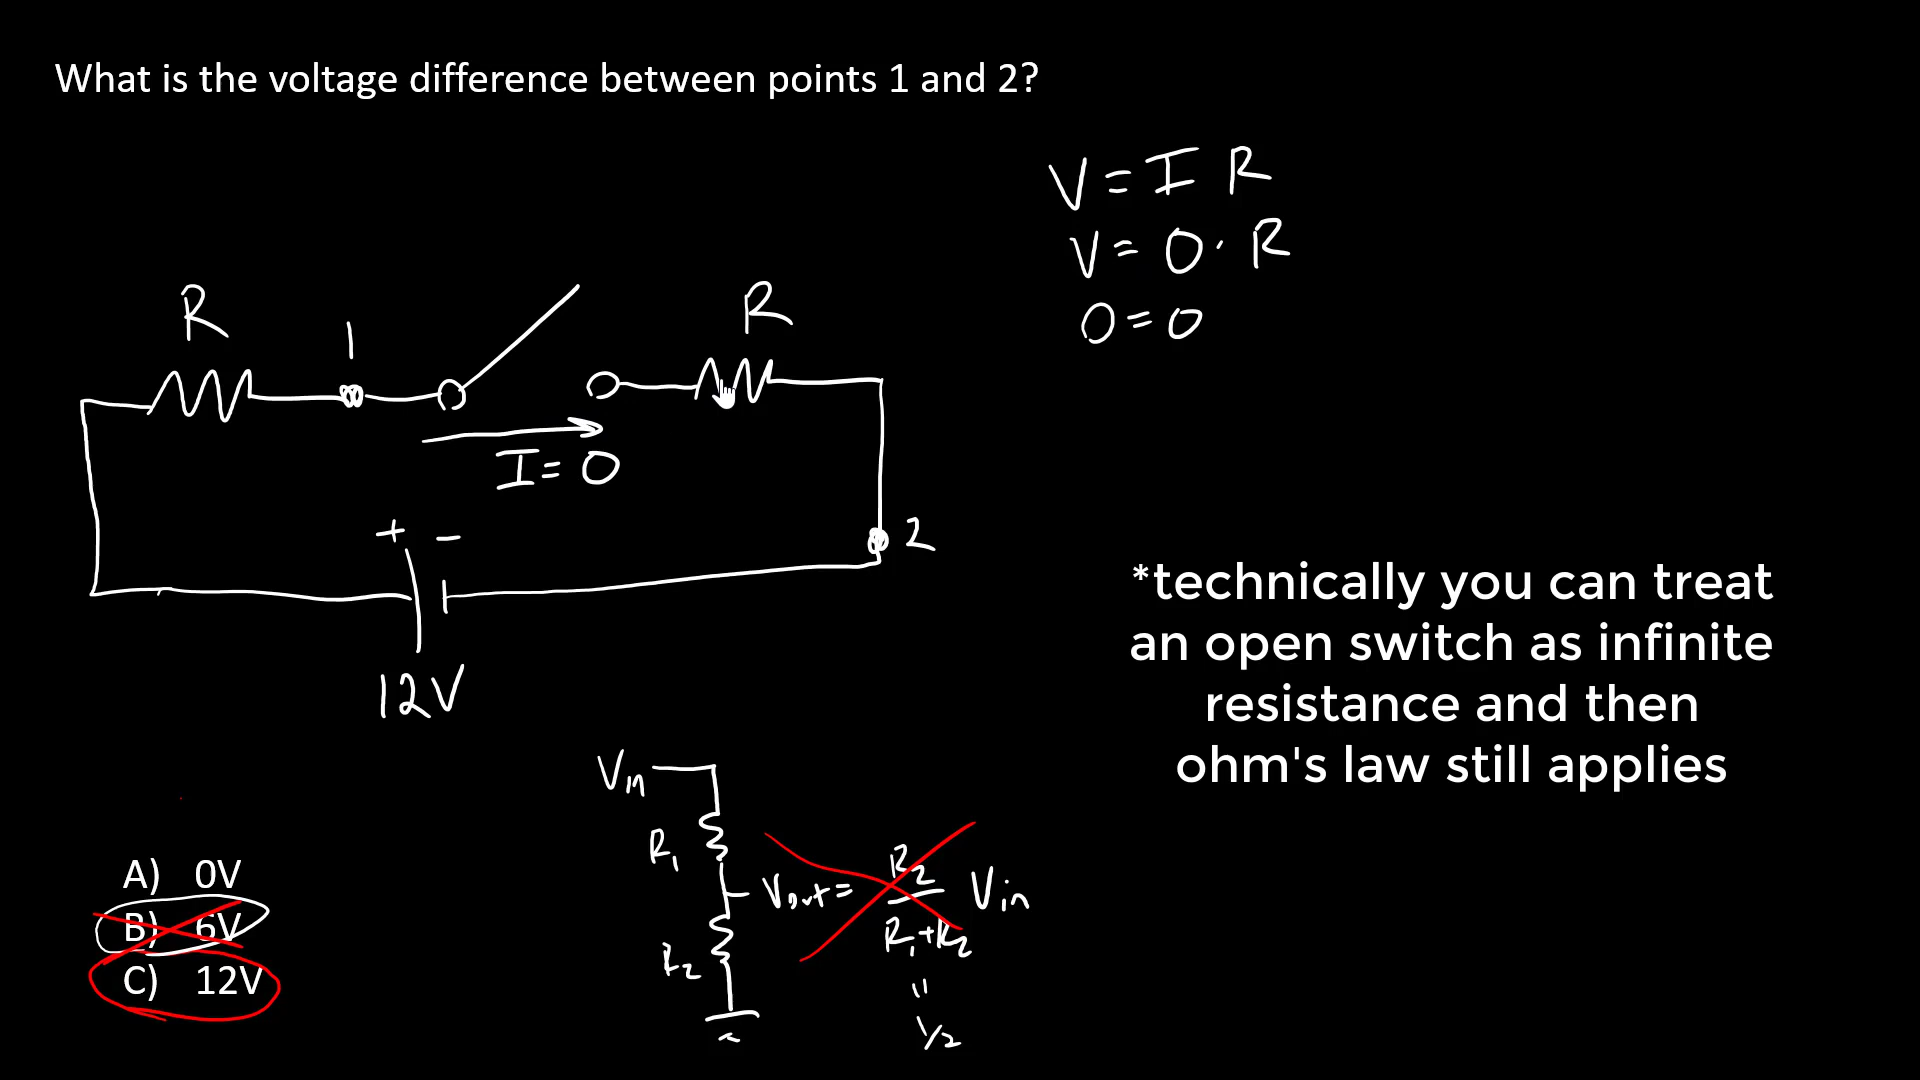 What is the voltage difference between points 1 and 2?
V = I R
V = 0 · R
0 = 0
R
1
R
I = 0
+ -
2
12V
*technically you can treat
an open switch as infinite
resistance and then
ohm's law still applies
Vin
R1
Vout = R2
R1+R2
Vin
R2
"
1/2
A) 0V
B) 6V
C) 12V